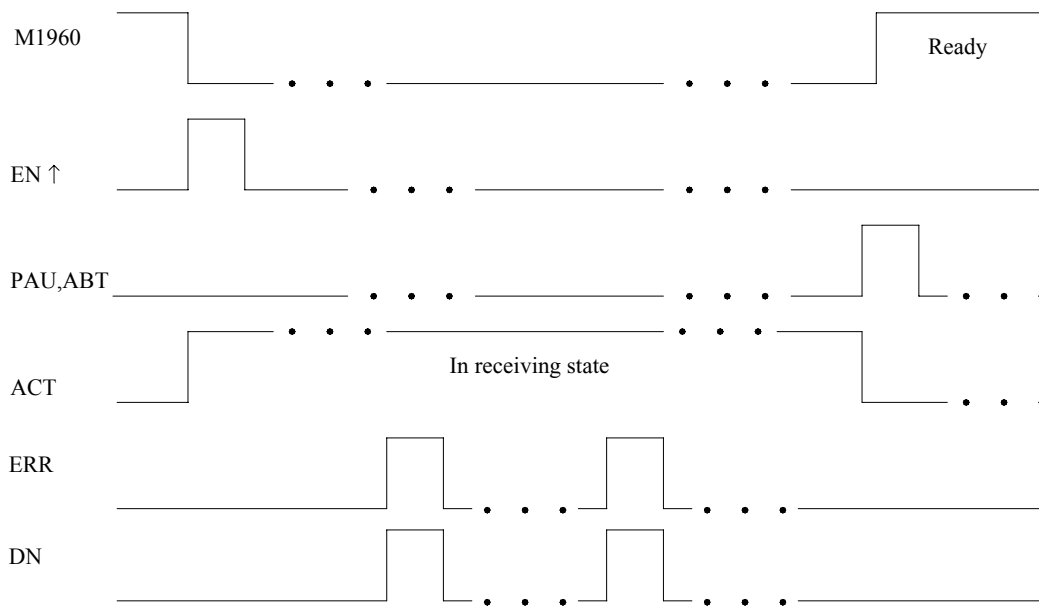 M1960
Ready
EN ↑
PAU,ABT
In receiving state
ACT
ERR
DN